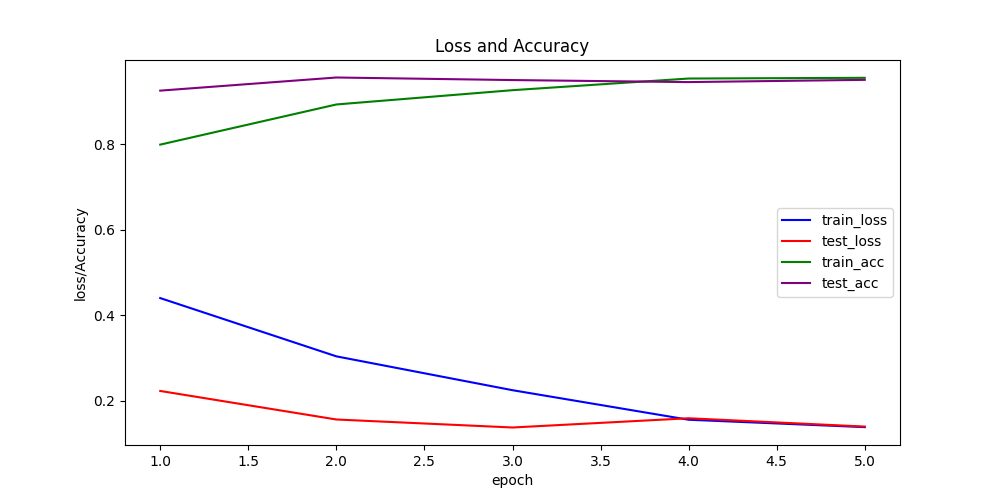 Loss and Accuracy
loss/Accuracy
0.8
0.6
0.4
0.2
train_loss
test_loss
train_acc
test_acc
1.0 1.5 2.0 2.5 3.0 3.5 4.0 4.5 5.0
epoch